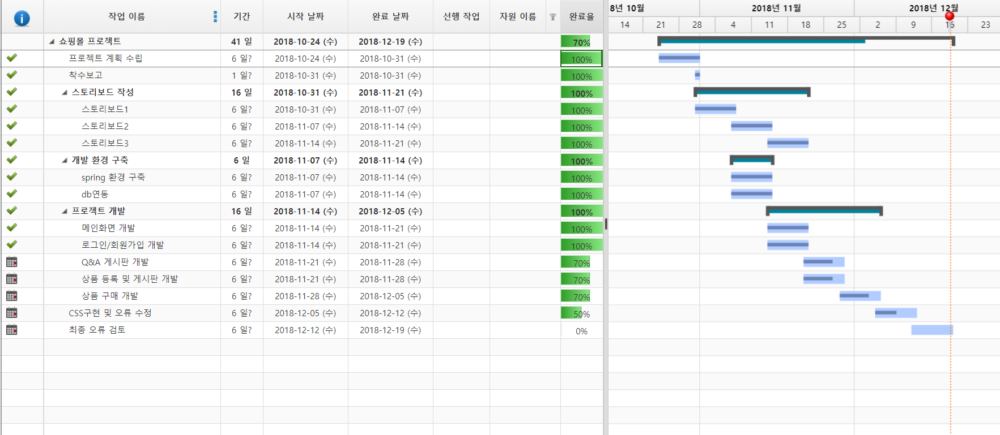 작업 이름 기간 시작 날짜 완료 날짜 선행 작업 자원 이름 완료율
8년 10월 2018년 11월 2018년 12월
14 21 28 4 11 18 25 2 9 16 23
쇼핑몰 프로젝트 41 일 2018-10-24 (수) 2018-12-19 (수) 70%
프로젝트 계획 수립 6 일? 2018-10-24 (수) 2018-10-31 (수) 100%
착수보고 1 일? 2018-10-31 (수) 2018-10-31 (수) 100%
스토리보드 작성 16 일 2018-10-31 (수) 2018-11-21 (수) 100%
스토리보드1 6 일? 2018-10-31 (수) 2018-11-07 (수) 100%
스토리보드2 6 일? 2018-11-07 (수) 2018-11-14 (수) 100%
스토리보드3 6 일? 2018-11-14 (수) 2018-11-21 (수) 100%
개발 환경 구축 6 일 2018-11-07 (수) 2018-11-14 (수) 100%
spring 환경 구축 6 일? 2018-11-07 (수) 2018-11-14 (수) 100%
db연동 6 일? 2018-11-07 (수) 2018-11-14 (수) 100%
프로젝트 개발 16 일 2018-11-14 (수) 2018-12-05 (수) 100%
메인화면 개발 6 일? 2018-11-14 (수) 2018-11-21 (수) 100%
로그인/회원가입 개발 6 일? 2018-11-14 (수) 2018-11-21 (수) 100%
Q&A 게시판 개발 6 일? 2018-11-21 (수) 2018-11-28 (수) 70%
상품 등록 및 게시판 개발 6 일? 2018-11-21 (수) 2018-11-28 (수) 70%
상품 구매 개발 6 일? 2018-11-28 (수) 2018-12-05 (수) 70%
CSS구현 및 오류 수정 6 일? 2018-12-05 (수) 2018-12-12 (수) 50%
최종 오류 검토 6 일? 2018-12-12 (수) 2018-12-19 (수) 0%